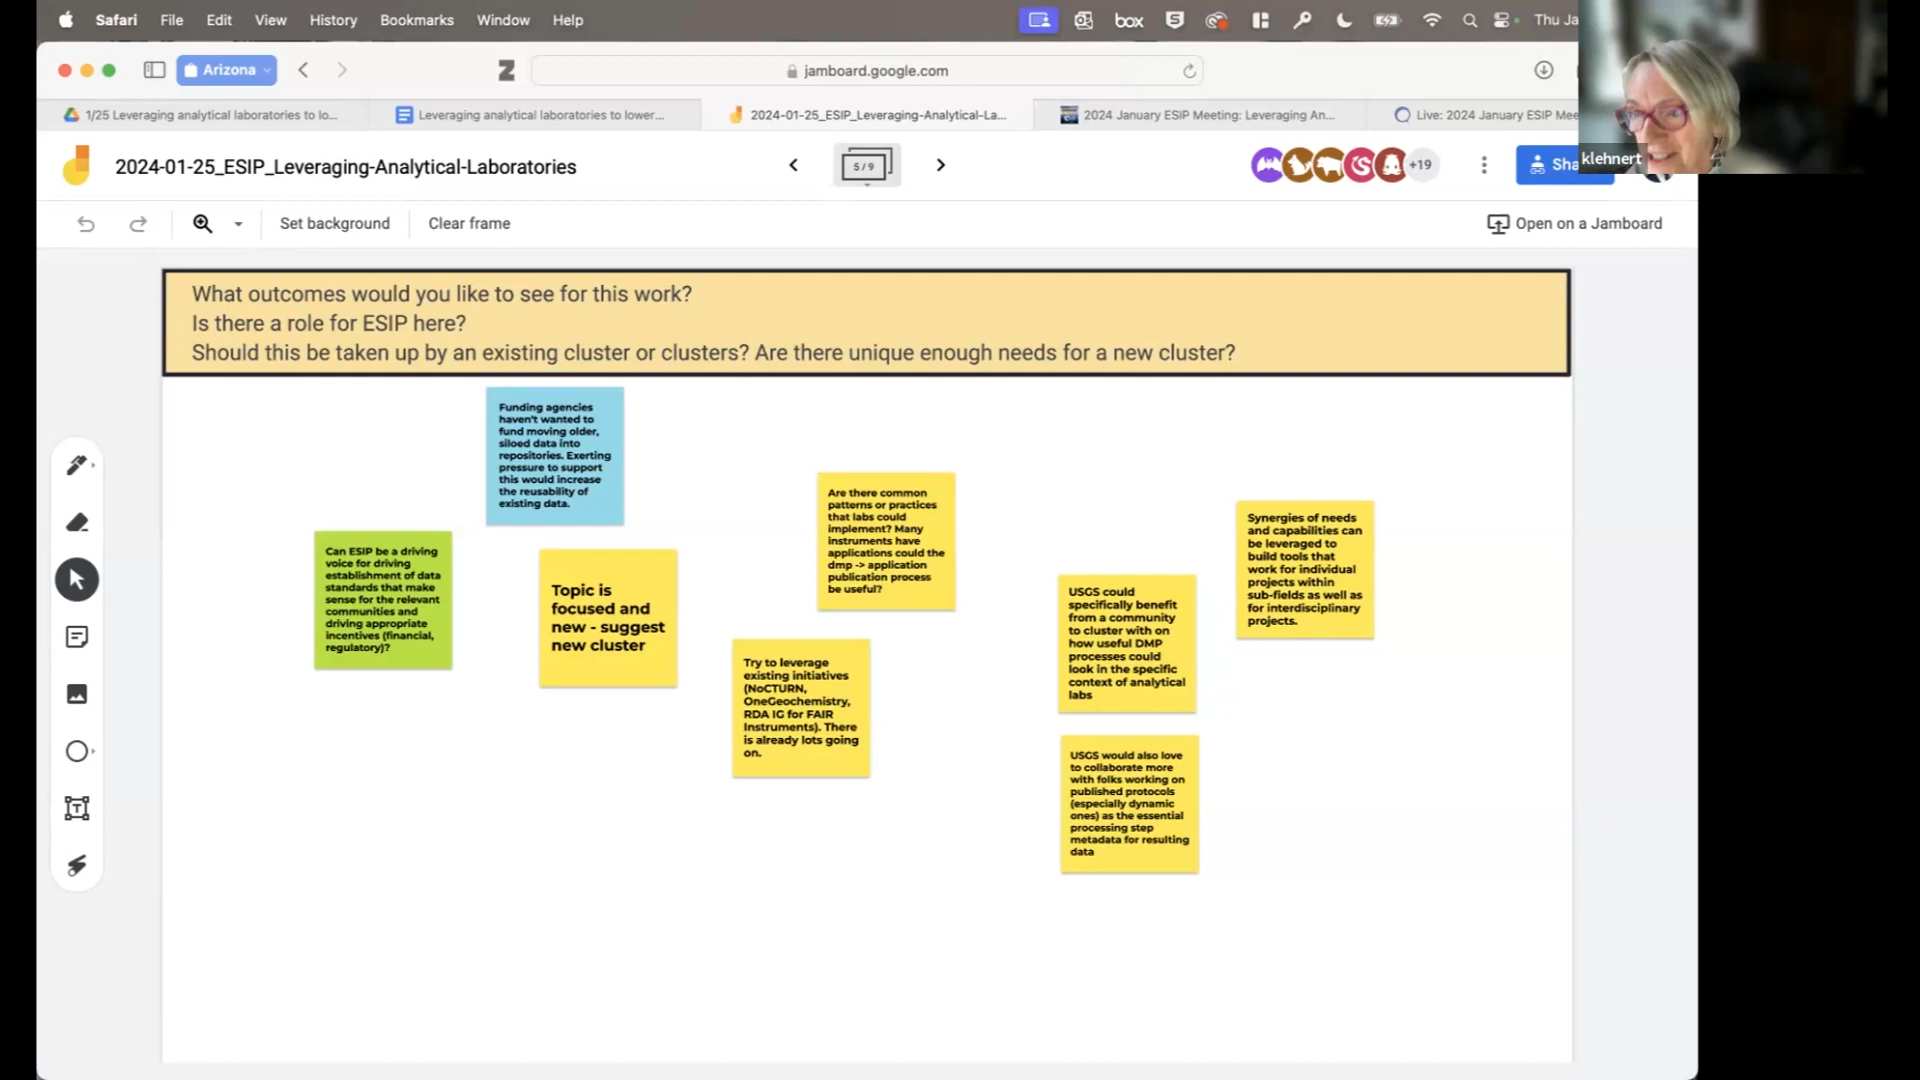 Safari File Edit View History Bookmarks Window Help
box
Thu Ja
Arizona
jamboard.google.com
1/25 Leveraging analytical laboratories to lo...
Leveraging analytical laboratories to lower...
2024-01-25_ESIP_Leveraging-Analytical-La...
2024 January ESIP Meeting: Leveraging An...
Live: 2024 January ESIP Mee
klehnert
2024-01-25_ESIP_Leveraging-Analytical-Laboratories
5/9
+19
Sha
Set background
Clear frame
Open on a Jamboard
What outcomes would you like to see for this work?
Is there a role for ESIP here?
Should this be taken up by an existing cluster or clusters? Are there unique enough needs for a new cluster?
Funding agencies
haven't wanted to
fund moving older,
siloed data into
repositories. Exerting
pressure to support
this would increase
the reusability of
existing data.
Can ESIP be a driving
voice for driving
establishment of data
standards that make
sense for the relevant
communities and
driving appropriate
incentives (financial,
regulatory)?
Topic is
focused and
new - suggest
new cluster
Are there common
patterns or practices
that labs could
implement? Many
instruments have
applications could the
dmp -> application
publication process
be useful?
Try to leverage
existing initiatives
(NoCTURN,
OneGeochemistry,
RDA IG for FAIR
Instruments). There
is already lots going
on.
USGS could
specifically benefit
from a community
to cluster with on
how useful DMP
processes could
look in the specific
context of analytical
labs
Synergies of needs
and capabilities can
be leveraged to
build tools that
work for individual
projects within
sub-fields as well as
for interdisciplinary
projects.
USGS would also love
to collaborate more
with folks working on
published protocols
(especially dynamic
ones) as the essential
processing step
metadata for resulting
data